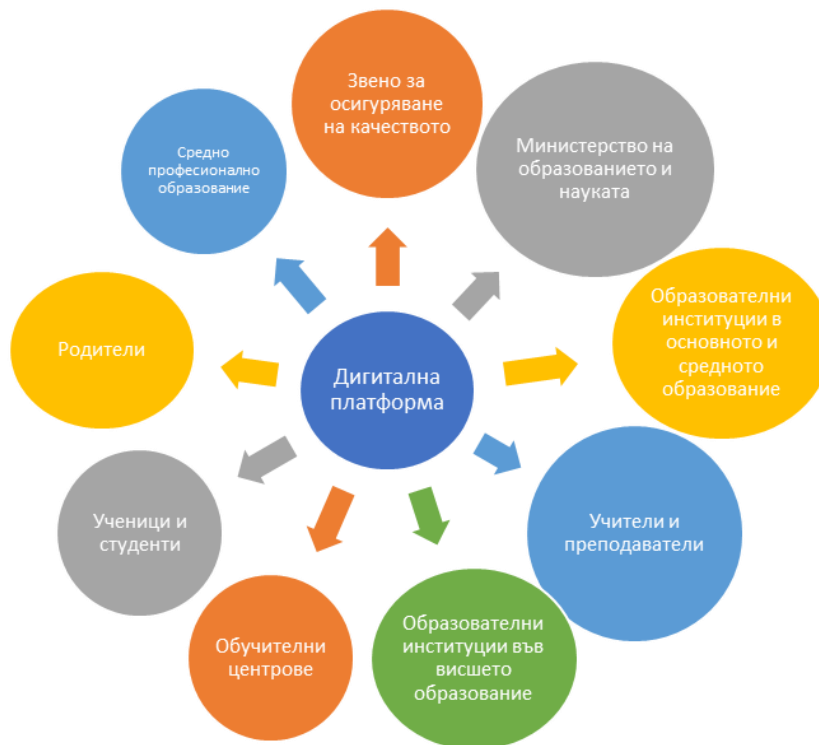 Звено за
осигуряване
на качеството
Министерство на
образованието и
науката
Образователни
институции в
основното и
средното
образование
Учители и
преподаватели
Образователни
институции във
висшето
образование
Обучителни
центрове
Ученици и
студенти
Родители
Средно
професионално
образование
Дигитална
платформа